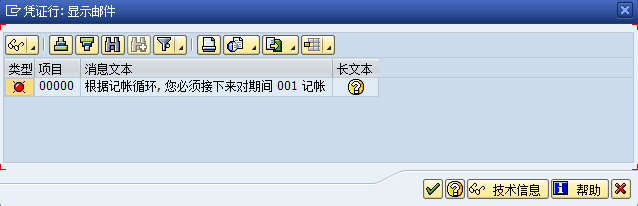 凭证行: 显示邮件
类型 项目 消息文本 长文本
00000 根据记帐循环, 您必须接下来对期间 001 记帐
技术信息 帮助